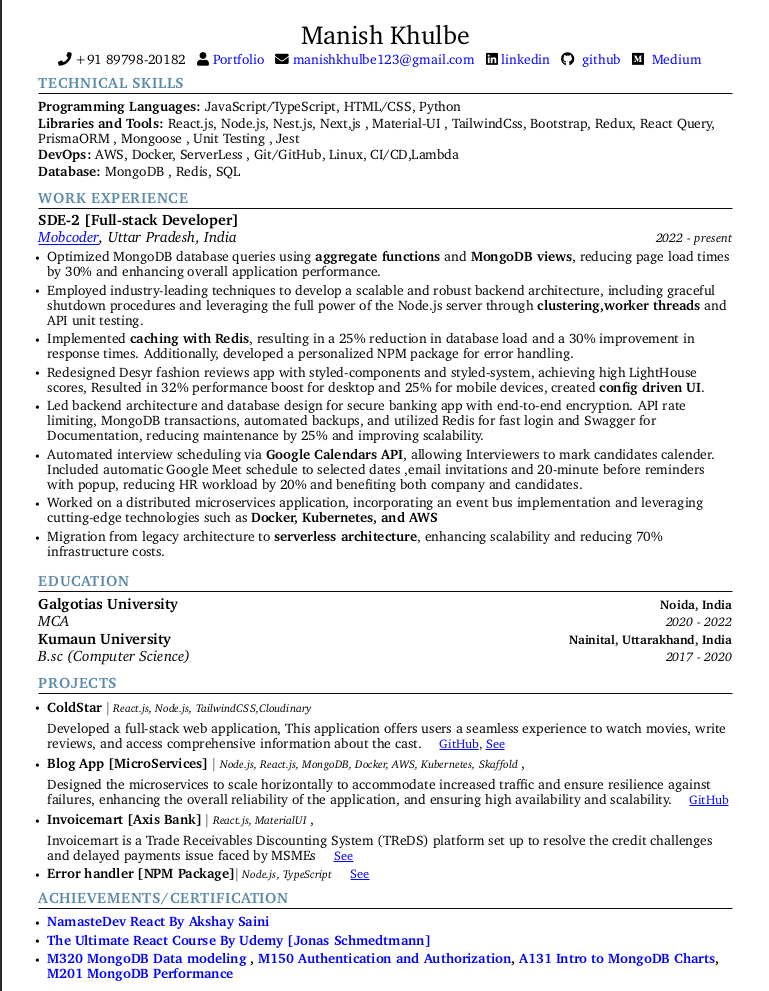 Manish Khulbe
+91 89798-20182 Portfolio manishkhulbe123@gmail.com linkedin github Medium
TECHNICAL SKILLS
Programming Languages: JavaScript/TypeScript, HTML/CSS, Python
Libraries and Tools: React.js, Node.js, Nest.js, Next,js , Material-UI , TailwindCss, Bootstrap, Redux, React Query,
PrismaORM , Mongoose , Unit Testing , Jest
DevOps: AWS, Docker, ServerLess , Git/GitHub, Linux, CI/CD,Lambda
Database: MongoDB , Redis, SQL
WORK EXPERIENCE
SDE-2 [Full-stack Developer]
Mobcoder, Uttar Pradesh, India 2022 - present
• Optimized MongoDB database queries using aggregate functions and MongoDB views, reducing page load times
by 30% and enhancing overall application performance.
• Employed industry-leading techniques to develop a scalable and robust backend architecture, including graceful
shutdown procedures and leveraging the full power of the Node.js server through clustering,worker threads and
API unit testing.
• Implemented caching with Redis, resulting in a 25% reduction in database load and a 30% improvement in
response times. Additionally, developed a personalized NPM package for error handling.
• Redesigned Desyr fashion reviews app with styled-components and styled-system, achieving high LightHouse
scores, Resulted in 32% performance boost for desktop and 25% for mobile devices, created config driven UI.
• Led backend architecture and database design for secure banking app with end-to-end encryption. API rate
limiting, MongoDB transactions, automated backups, and utilized Redis for fast login and Swagger for
Documentation, reducing maintenance by 25% and improving scalability.
• Automated interview scheduling via Google Calendars API, allowing Interviewers to mark candidates calender.
Included automatic Google Meet schedule to selected dates ,email invitations and 20-minute before reminders
with popup, reducing HR workload by 20% and benefiting both company and candidates.
• Worked on a distributed microservices application, incorporating an event bus implementation and leveraging
cutting-edge technologies such as Docker, Kubernetes, and AWS
• Migration from legacy architecture to serverless architecture, enhancing scalability and reducing 70%
infrastructure costs.
EDUCATION
Galgotias University Noida, India
MCA 2020 - 2022
Kumaun University Nainital, Uttarakhand, India
B.sc (Computer Science) 2017 - 2020
PROJECTS
• ColdStar | React.js, Node.js, TailwindCSS,Cloudinary
Developed a full-stack web application, This application offers users a seamless experience to watch movies, write
reviews, and access comprehensive information about the cast. GitHub, See
• Blog App [MicroServices] | Node.js, React.js, MongoDB, Docker, AWS, Kubernetes, Skaffold ,
Designed the microservices to scale horizontally to accommodate increased traffic and ensure resilience against
failures, enhancing the overall reliability of the application, and ensuring high availability and scalability. GitHub
• Invoicemart [Axis Bank] | React.js, MaterialUI ,
Invoicemart is a Trade Receivables Discounting System (TReDS) platform set up to resolve the credit challenges
and delayed payments issue faced by MSMEs See
• Error handler [NPM Package]| Node.js, TypeScript See
ACHIEVEMENTS/CERTIFICATION
• NamasteDev React By Akshay Saini
• The Ultimate React Course By Udemy [Jonas Schmedtmann]
• M320 MongoDB Data modeling , M150 Authentication and Authorization, A131 Intro to MongoDB Charts,
M201 MongoDB Performance